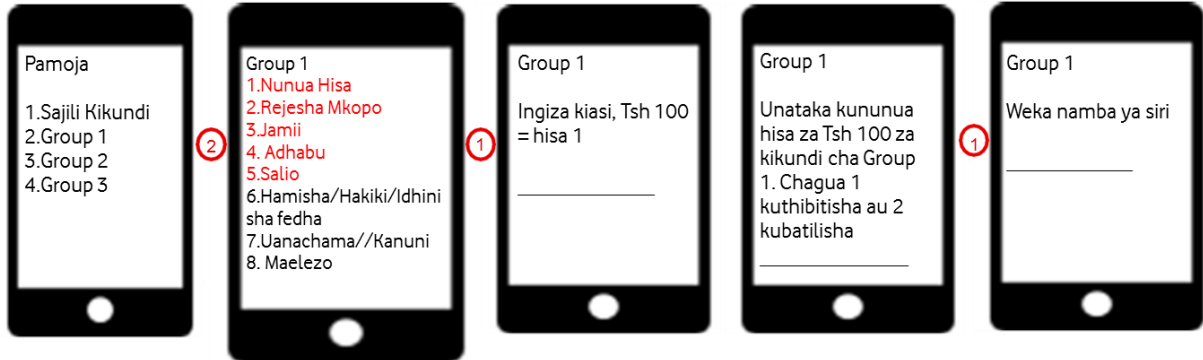 Pamoja
1.Sajili Kikundi
2.Group 1
3.Group 2
4.Group 3
2
Group 1
1.Nunua Hisa
2.Rejesha Mkopo
3.Jamii
4. Adhabu
5.Salio
6.Hamisha/Hakiki/Idhini
sha fedha
7.Uanachama//Kanuni
8. Maelezo
1
Group 1
Ingiza kiasi, Tsh 100
= hisa 1
Group 1
Unataka kununua
hisa za Tsh 100 za
kikundi cha Group
1. Chagua 1
kuthibitisha au 2
kubatilisha
1
Group 1
Weka namba ya siri